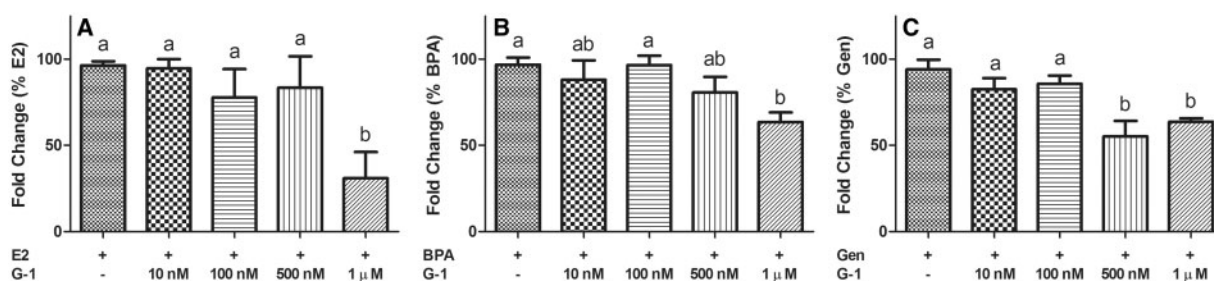 A
Fold Change (% E2)
100
50
0
a a a a b
E2 + + + + +
G-1 - 10 nM 100 nM 500 nM 1 μM
B
Fold Change (% BPA)
100
50
0
a ab a ab b
BPA + + + + +
G-1 - 10 nM 100 nM 500 nM 1 μM
C
Fold Change (% Gen)
100
50
0
a a a b b
Gen + + + + +
G-1 - 10 nM 100 nM 500 nM 1 μM